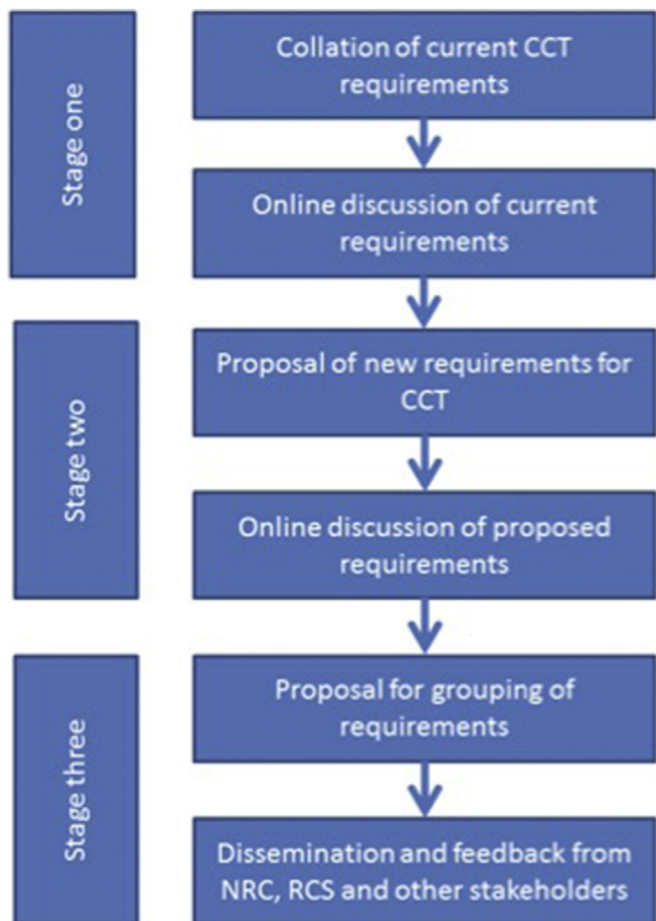 Stage one
Collation of current CCT
requirements
Online discussion of current
requirements
Stage two
Proposal of new requirements for
CCT
Online discussion of proposed
requirements
Stage three
Proposal for grouping of
requirements
Dissemination and feedback from
NRC, RCS and other stakeholders